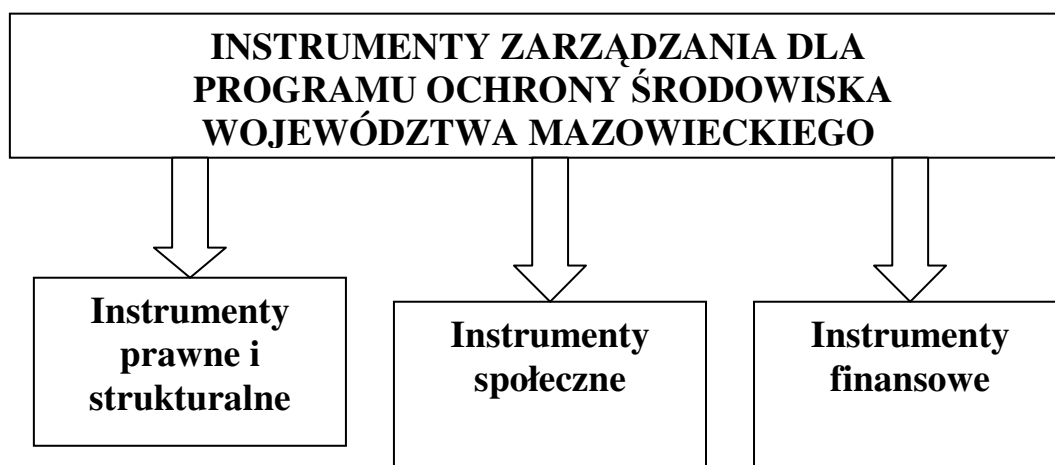 INSTRUMENTY ZARZĄDZANIA DLA
PROGRAMU OCHRONY ŚRODOWISKA
WOJEWÓDZTWA MAZOWIECKIEGO
Instrumenty
prawne i
strukturalne
Instrumenty
społeczne
Instrumenty
finansowe